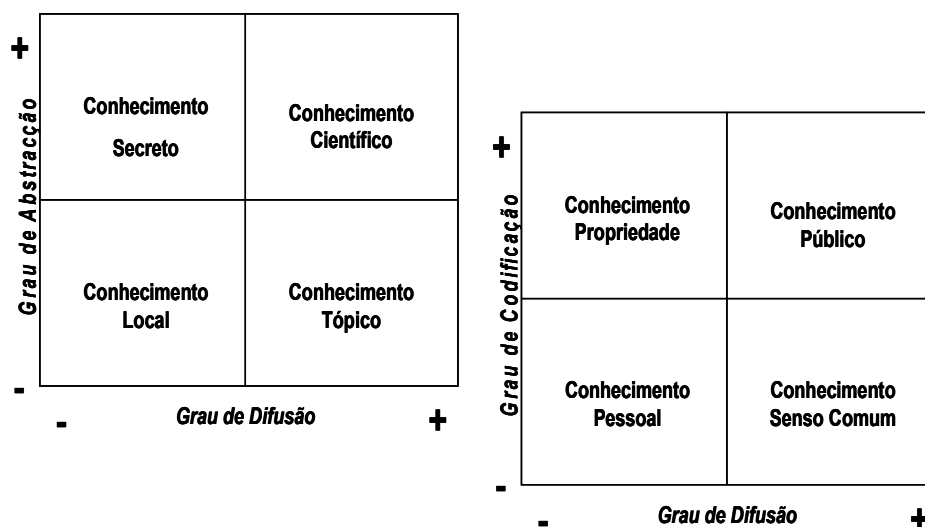 +
Grau de Abstracção
-
Conhecimento
Secreto
Conhecimento
Científico
Conhecimento
Local
Conhecimento
Tópico
-
Grau de Difusão
+
+
Grau de Codificação
-
Conhecimento
Propriedade
Conhecimento
Público
Conhecimento
Pessoal
Conhecimento
Senso Comum
-
Grau de Difusão
+